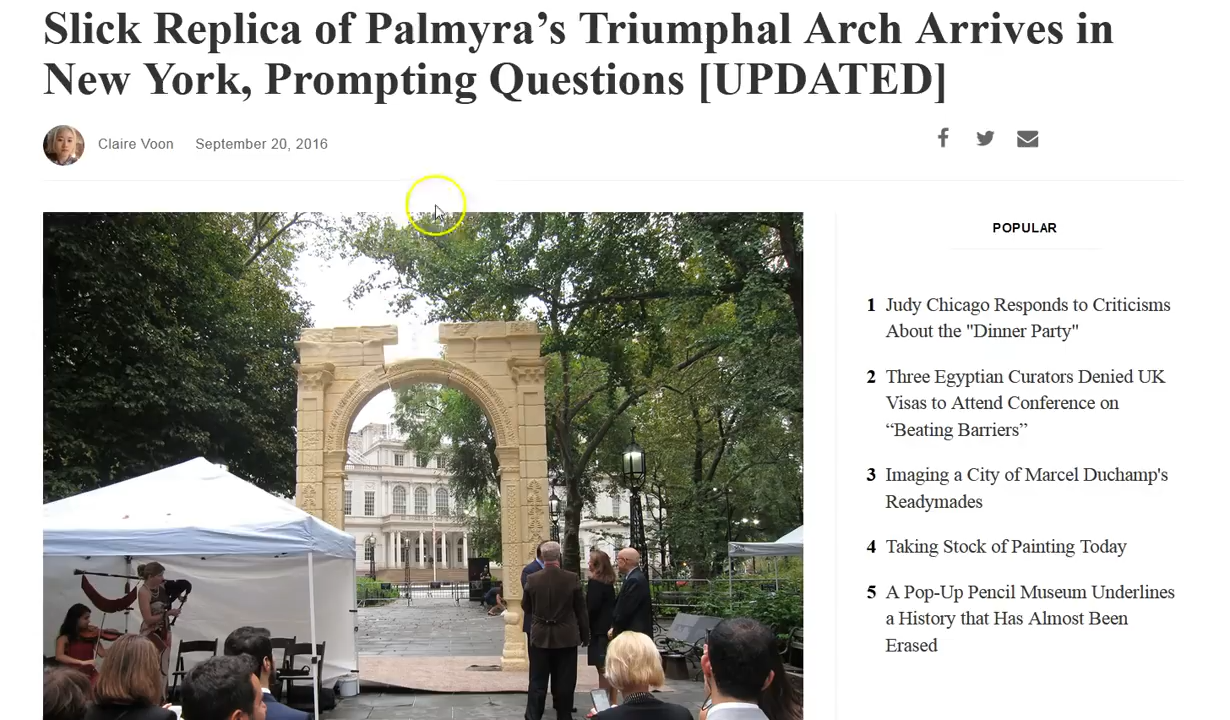 Slick Replica of Palmyra’s Triumphal Arch Arrives in
New York, Prompting Questions [UPDATED]
Claire Voon September 20, 2016
POPULAR
1 Judy Chicago Responds to Criticisms
About the "Dinner Party"
2 Three Egyptian Curators Denied UK
Visas to Attend Conference on
“Beating Barriers”
3 Imaging a City of Marcel Duchamp's
Readymades
4 Taking Stock of Painting Today
5 A Pop-Up Pencil Museum Underlines
a History that Has Almost Been
Erased